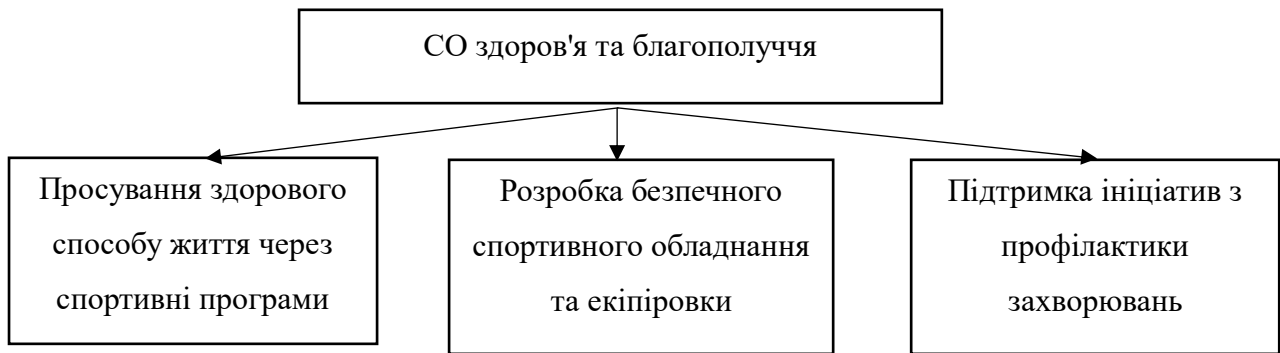 СО здоров'я та благополуччя
Просування здорового
способу життя через
спортивні програми
Розробка безпечного
спортивного обладнання
та екіпіровки
Підтримка ініціатив з
профілактики
захворювань